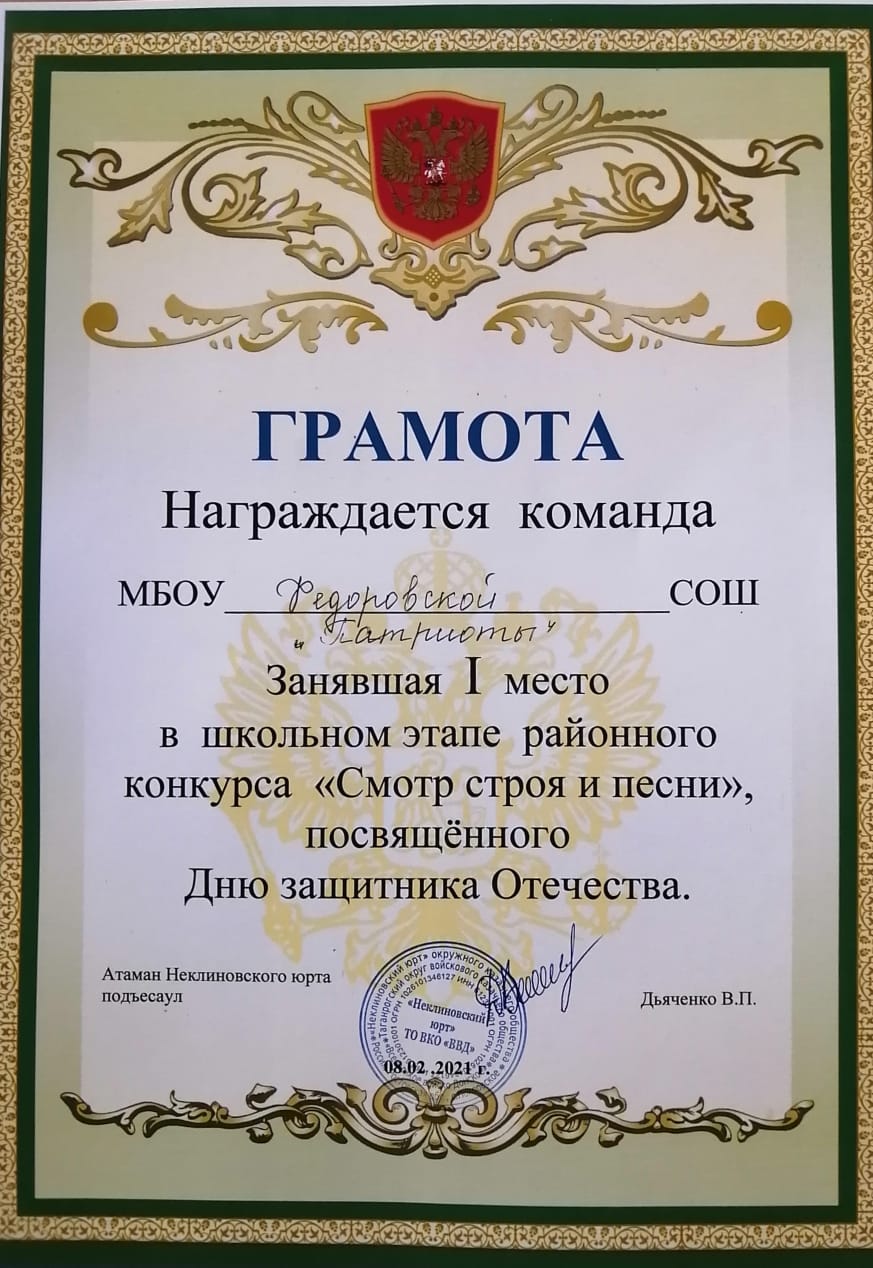 ГРАМОТА
Награждается команда
МБОУ Федоровской СОШ
„Патриоты"
Занявшая I место
в школьном этапе районного
конкурса «Смотр строя и песни»,
посвящённого
Дню защитника Отечества.
Атаман Неклиновского юрта
подъесаул
Дьяченко В.П.
«Неклиновский
юрт»
ТО ВКО «ВВД»
08.02 .2021 г.